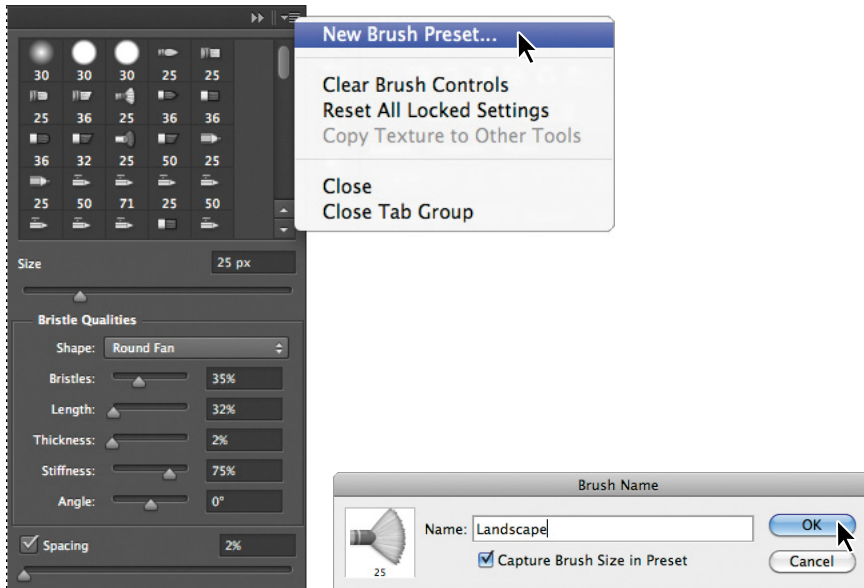 New Brush Preset...
Clear Brush Controls
Reset All Locked Settings
Copy Texture to Other Tools
Close
Close Tab Group
30 30 30 25 25
25 36 25 36 36
36 32 25 50 25
25 50 71 25 50
Size 25 px
Bristle Qualities
Shape: Round Fan
Bristles: 35%
Length: 32%
Thickness: 2%
Stiffness: 75%
Angle: 0°
Spacing 2%
Brush Name
Name: Landscape OK
Capture Brush Size in Preset Cancel
25